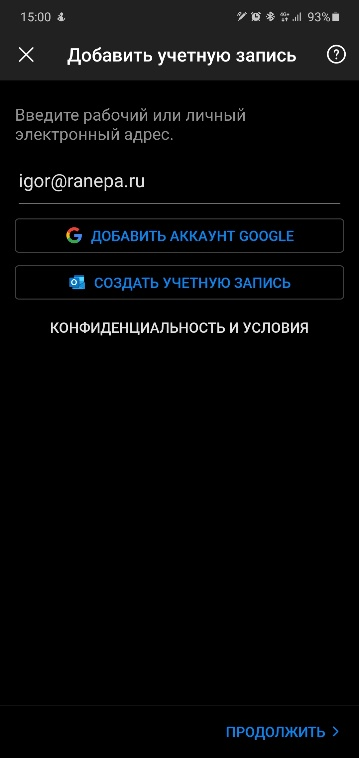 15:00 93%
Добавить учетную запись
Введите рабочий или личный
электронный адрес.
igor@ranepa.ru
ДОБАВИТЬ АККАУНТ GOOGLE
СОЗДАТЬ УЧЕТНУЮ ЗАПИСЬ
КОНФИДЕНЦИАЛЬНОСТЬ И УСЛОВИЯ
ПРОДОЛЖИТЬ